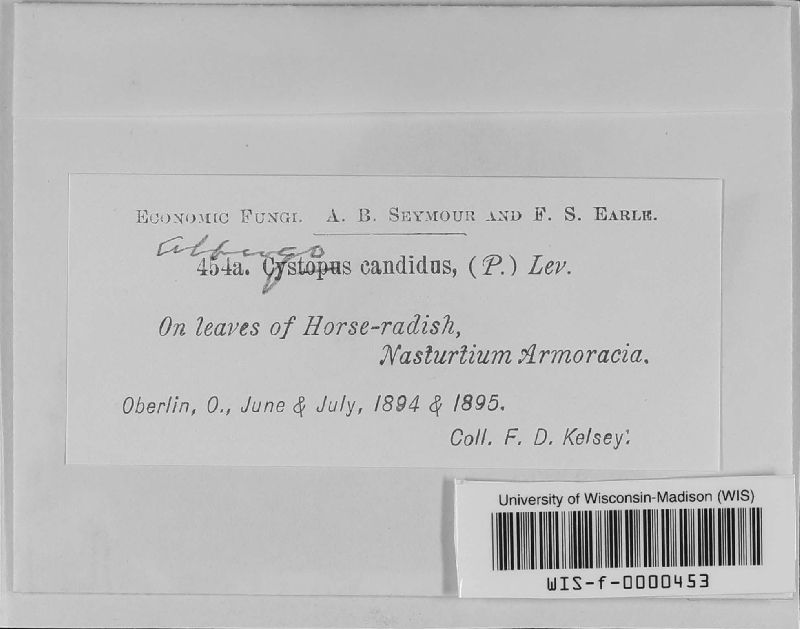 ECONOMIC FUNGI. A. B. SEYMOUR AND F. S. EARLE.
Albugo
454a. Cystopus candidus, (P.) Lev.
On leaves of Horse-radish,
Nasturtium Armoracia.
Oberlin, O., June & July, 1894 & 1895.
Coll. F. D. Kelsey.
University of Wisconsin-Madison (WIS)
WIS-f-0000453